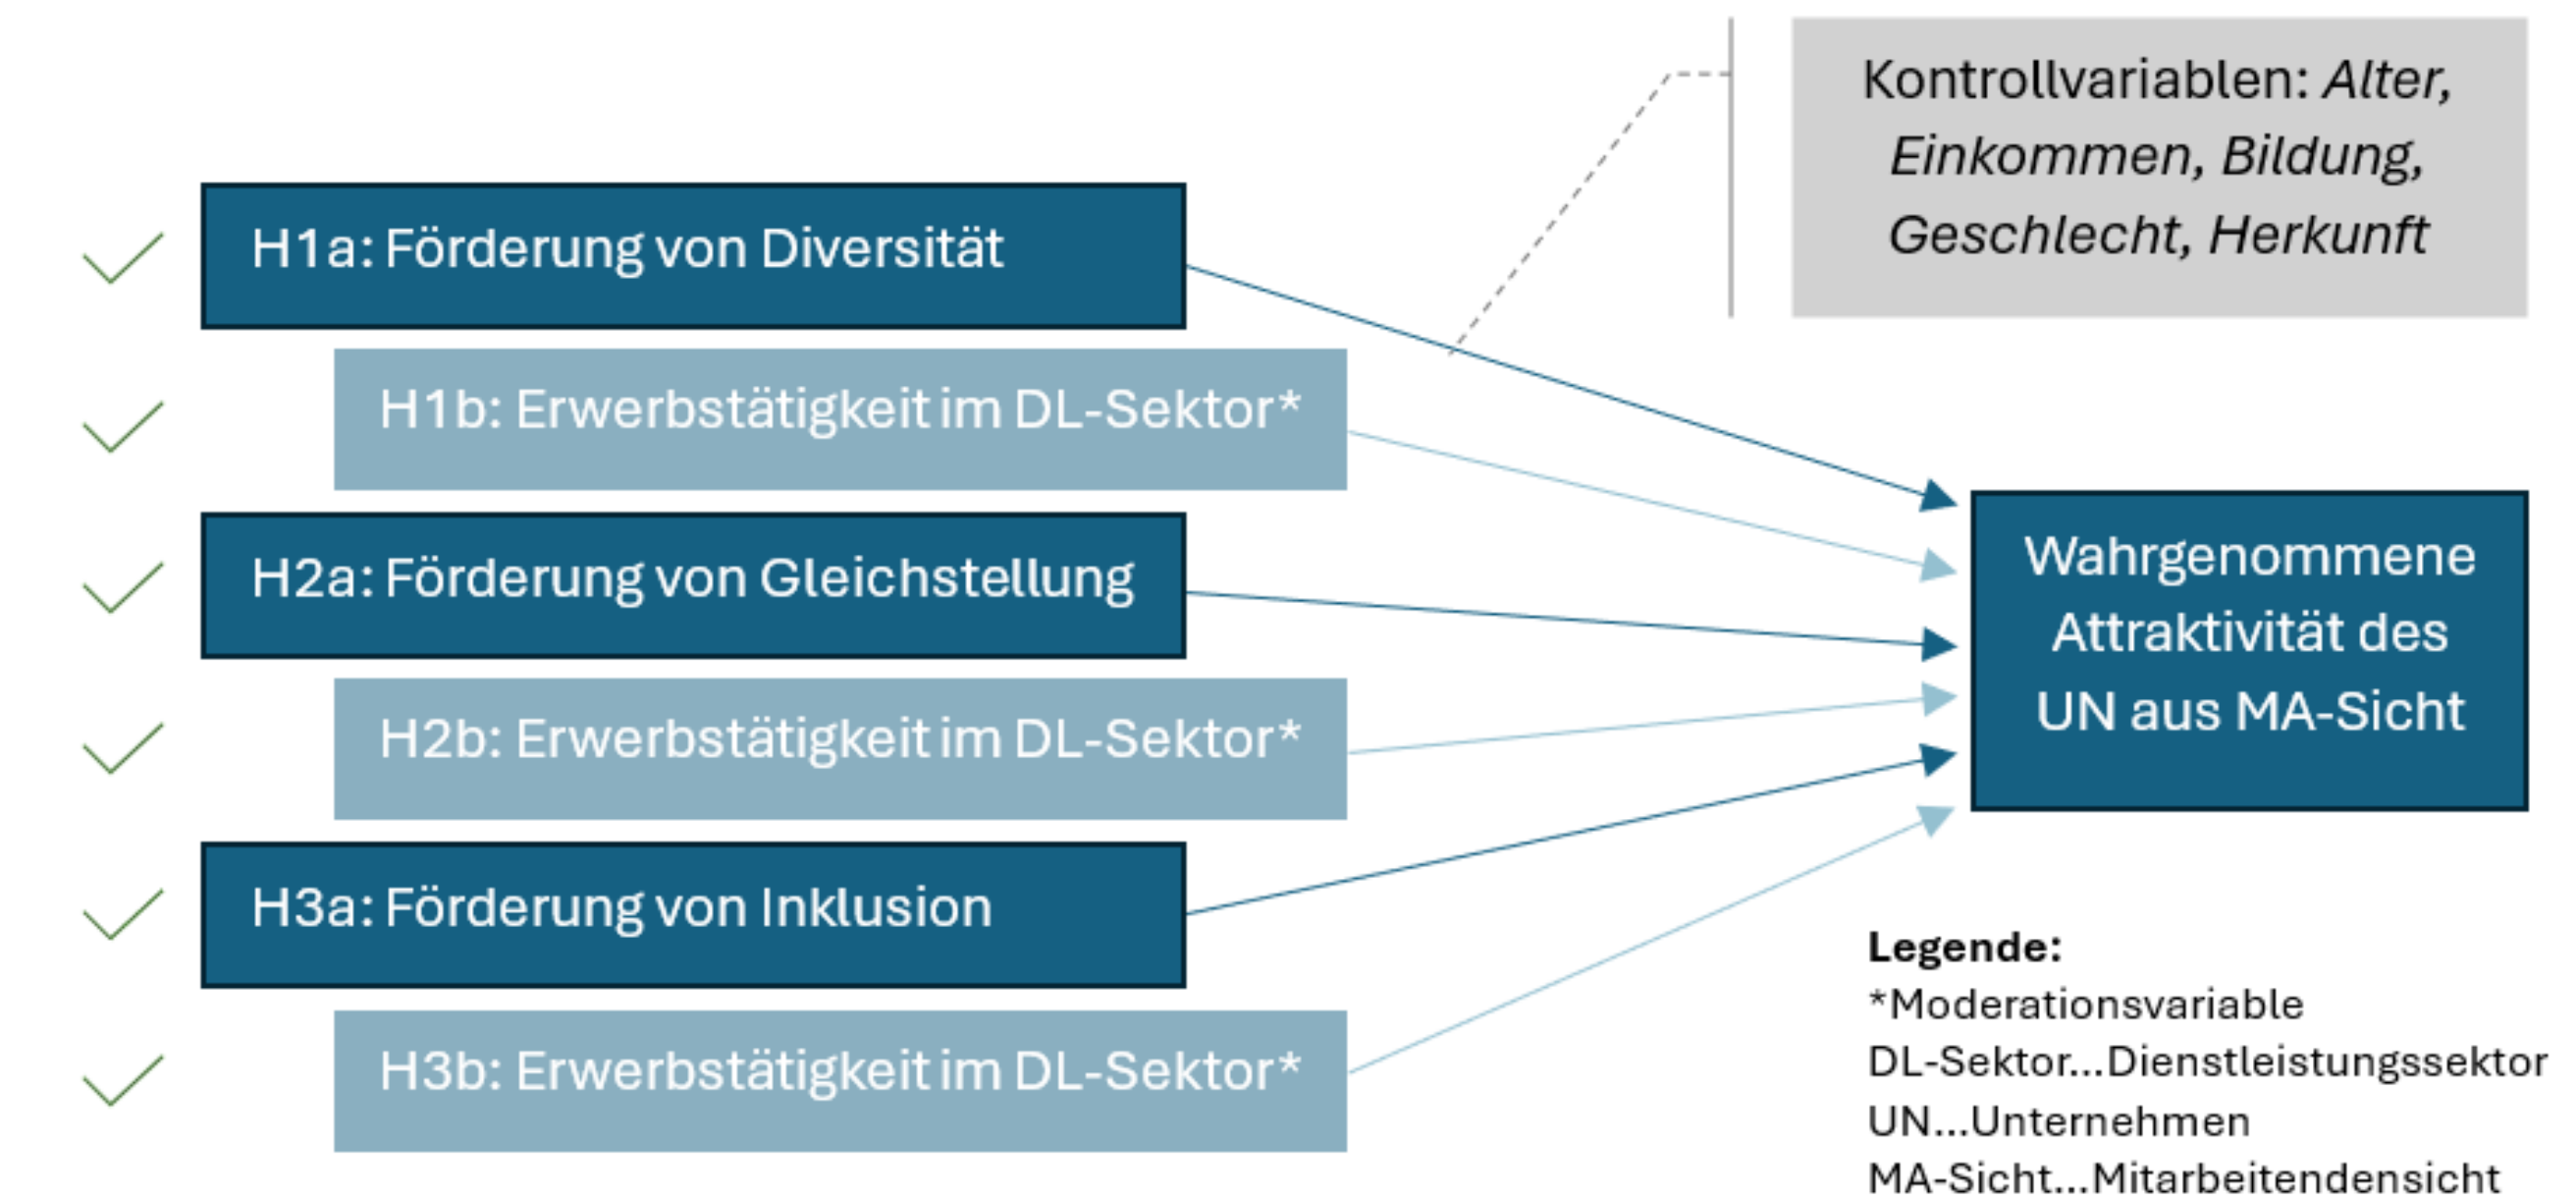 Kontrollvariablen: Alter,
Einkommen, Bildung,
Geschlecht, Herkunft
H1a: Förderung von Diversität
H1b: Erwerbstätigkeit im DL-Sektor*
H2a: Förderung von Gleichstellung
H2b: Erwerbstätigkeit im DL-Sektor*
H3a: Förderung von Inklusion
H3b: Erwerbstätigkeit im DL-Sektor*
Wahrgenommene
Attraktivität des
UN aus MA-Sicht
Legende:
*Moderationsvariable
DL-Sektor...Dienstleistungssektor
UN...Unternehmen
MA-Sicht...Mitarbeitendensicht